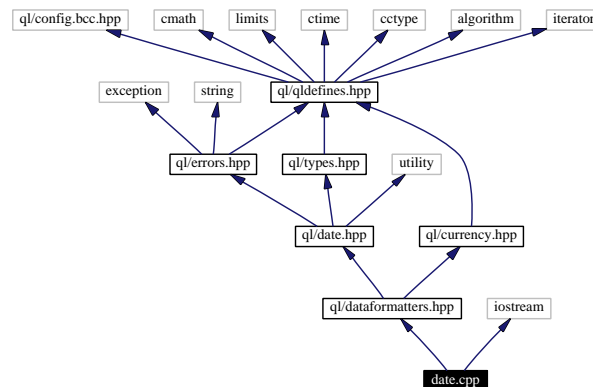 ql/config.bcc.hpp cmath limits ctime cctype algorithm iterator
exception string ql/qldefines.hpp
ql/errors.hpp ql/types.hpp utility
ql/date.hpp ql/currency.hpp
ql/dataformatters.hpp iostream
date.cpp